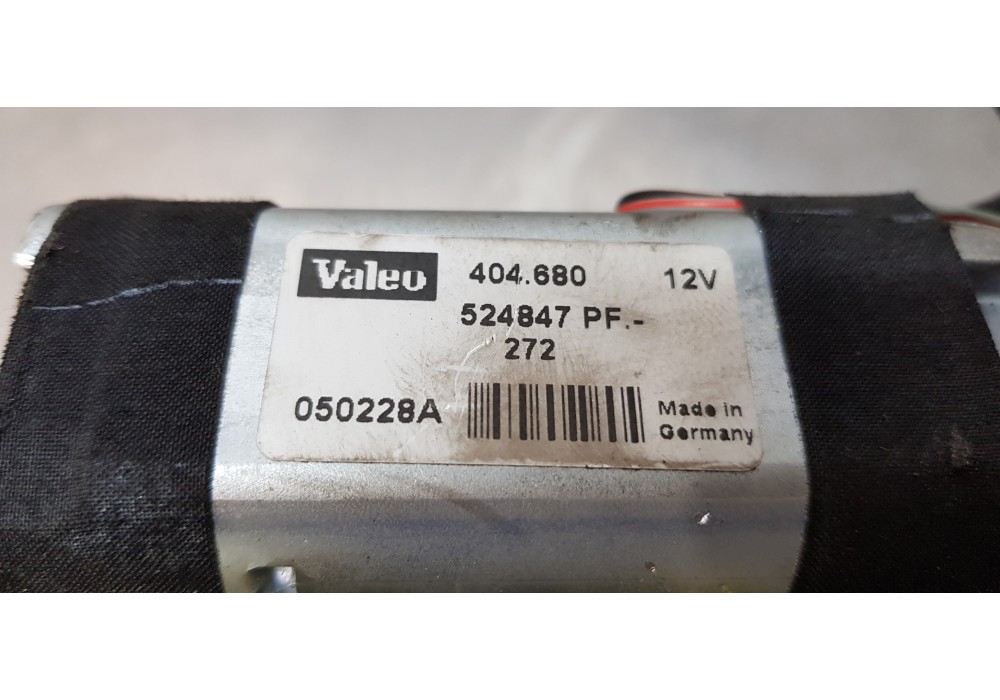 Valeo 404.680 12V
524847 PF.-
272
050228A Made in
Germany